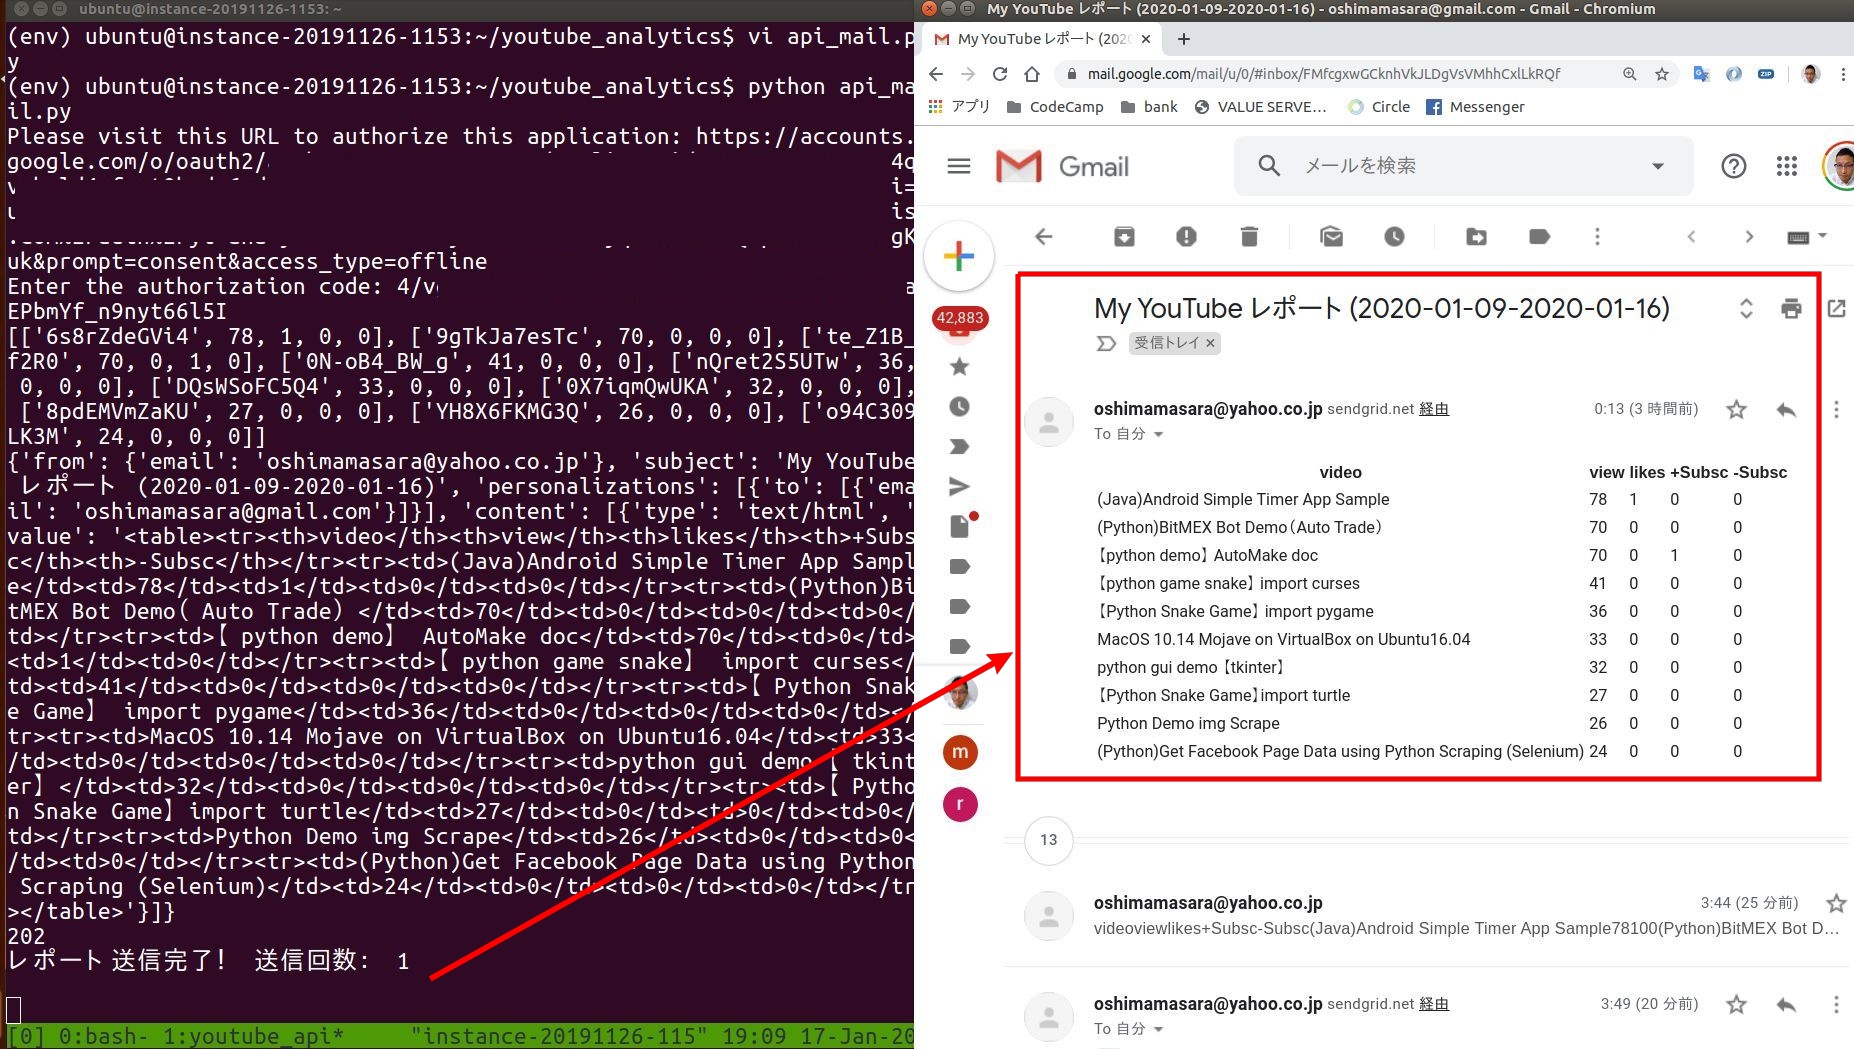 ubuntu@instance-20191126-1153: ~
(env) ubuntu@instance-20191126-1153:~/youtube_analytics$ vi api_mail.p
y
(env) ubuntu@instance-20191126-1153:~/youtube_analytics$ python api_ma
il.py
Please visit this URL to authorize this application: https://accounts.
google.com/o/oauth2/
4q
i=
is
gK
uk&prompt=consent&access_type=offline
Enter the authorization code: 4/v
EPbmYf_n9nyt66l5I
[['6s8rZdeGVi4', 78, 1, 0, 0], ['9gTkJa7esTc', 70, 0, 0, 0], ['te_Z1B_
f2R0', 70, 0, 1, 0], ['0N-oB4_BW_g', 41, 0, 0, 0], ['nQret2S5UTw', 36,
0, 0, 0], ['DQsWSoFC5Q4', 33, 0, 0, 0], ['0X7iqmQwUKA', 32, 0, 0, 0],
['8pdEMVmZaKU', 27, 0, 0, 0], ['YH8X6FKMG3Q', 26, 0, 0, 0], ['o94C309
LK3M', 24, 0, 0, 0]]
{'from': {'email': 'oshimamasara@yahoo.co.jp'}, 'subject': 'My YouTube
レポート (2020-01-09-2020-01-16)', 'personalizations': [{'to': [{'ema
il': 'oshimamasara@gmail.com'}]}], 'content': [{'type': 'text/html', '
value': '<table><tr><th>video</th><th>view</th><th>likes</th><th>+Subs
c</th><th>-Subsc</th></tr><tr><td>(Java)Android Simple Timer App Sampl
e</td><td>78</td><td>1</td><td>0</td><td>0</td></tr><tr><td>(Python)Bi
tMEX Bot Demo( Auto Trade) </td><td>70</td><td>0</td><td>0</td><td>0</
td></tr><tr><td>【 python demo】 AutoMake doc</td><td>70</td><td>0</td>
<td>1</td><td>0</td></tr><tr><td>【 python game snake】 import curses</
td><td>41</td><td>0</td><td>0</td><td>0</td></tr><tr><td>【 Python Snak
e Game】 import pygame</td><td>36</td><td>0</td><td>0</td><td>0</td></
tr><tr><td>MacOS 10.14 Mojave on VirtualBox on Ubuntu16.04</td><td>33<
/td><td>0</td><td>0</td><td>0</td></tr><tr><td>python gui demo 【 tkint
er】</td><td>32</td><td>0</td><td>0</td><td>0</td></tr><tr><td>【 Pytho
n Snake Game】import turtle</td><td>27</td><td>0</td><td>0</td><td>0</
td></tr><tr><td>Python Demo img Scrape</td><td>26</td><td>0</td><td>0<
/td><td>0</td></tr><tr><td>(Python)Get Facebook Page Data using Python
Scraping (Selenium)</td><td>24</td><td>0</td><td>0</td><td>0</td></tr
></table>'}]}
202
レポート送信完了! 送信回数: 1
[0] 0:bash- 1:youtube_api* "instance-20191126-115" 19:09 17-Jan-20
My YouTube レポート (2020-01-09-2020-01-16) - oshimamasara@gmail.com - Gmail - Chromium
My YouTube レポート (202
mail.google.com/mail/u/0/#inbox/FMfcgxwGCknhVkJLDgVsVMhhCxlLkRQf
ZIP
アプリ CodeCamp bank VALUE SERVE… Circle Messenger
Gmail
メールを検索
42,883
My YouTube レポート (2020-01-09-2020-01-16)
受信トレイ ×
oshimamasara@yahoo.co.jp sendgrid.net 経由 0:13 (3 時間前)
To 自分
video view likes +Subsc -Subsc
(Java)Android Simple Timer App Sample 78 1 0 0
(Python)BitMEX Bot Demo（Auto Trade） 70 0 0 0
【python demo】AutoMake doc 70 0 1 0
【python game snake】import curses 41 0 0 0
【Python Snake Game】 import pygame 36 0 0 0
MacOS 10.14 Mojave on VirtualBox on Ubuntu16.04 33 0 0 0
python gui demo【tkinter】 32 0 0 0
【Python Snake Game】import turtle 27 0 0 0
Python Demo img Scrape 26 0 0 0
(Python)Get Facebook Page Data using Python Scraping (Selenium) 24 0 0 0
m
r
13
oshimamasara@yahoo.co.jp 3:44 (25 分前)
videoviewlikes+Subsc-Subsc(Java)Android Simple Timer App Sample78100(Python)BitMEX Bot D…
oshimamasara@yahoo.co.jp sendgrid.net 経由 3:49 (20 分前)
To 自分